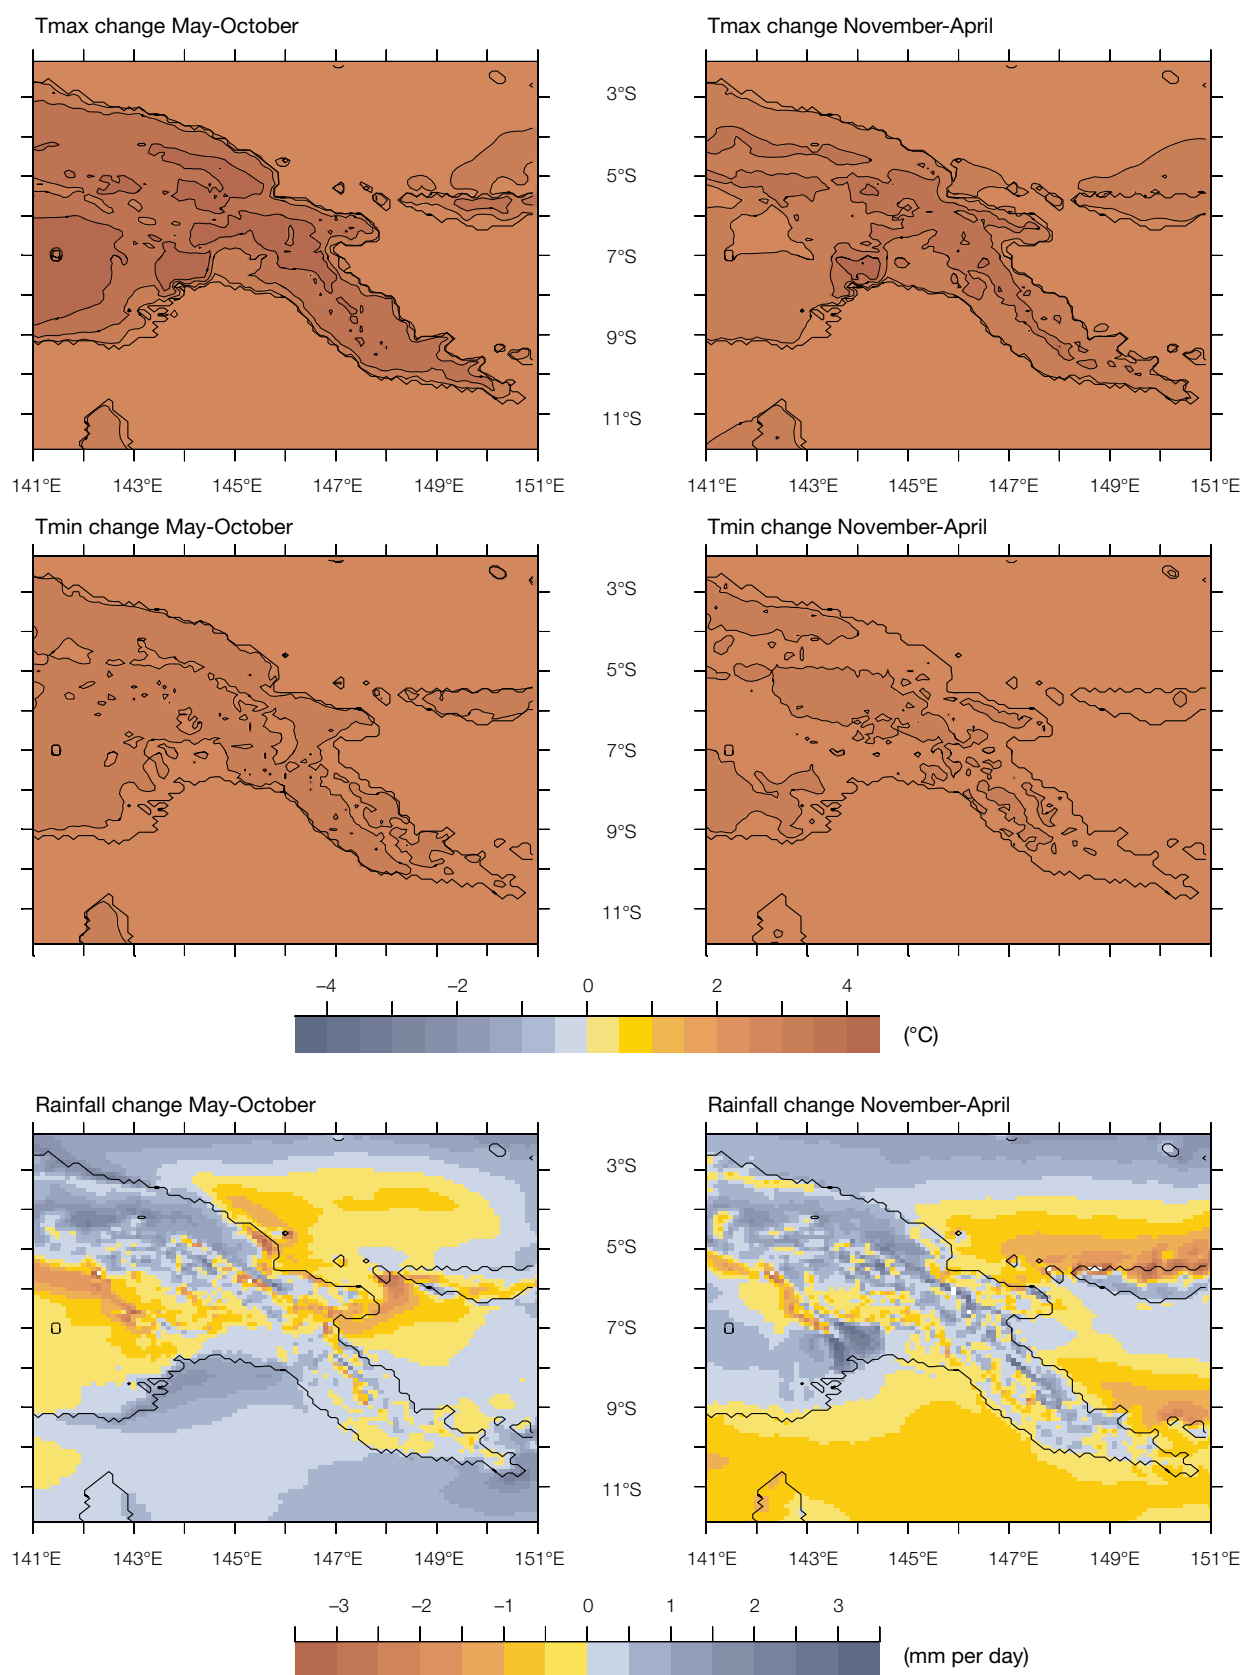 Tmax change May-October
Tmax change November-April
3°S
5°S
7°S
9°S
11°S
141°E 143°E 145°E 147°E 149°E 151°E
141°E 143°E 145°E 147°E 149°E 151°E
Tmin change May-October
Tmin change November-April
3°S
5°S
7°S
9°S
11°S
–4 –2 0 2 4
(°C)
Rainfall change May-October
Rainfall change November-April
3°S
5°S
7°S
9°S
11°S
141°E 143°E 145°E 147°E 149°E 151°E
141°E 143°E 145°E 147°E 149°E 151°E
–3 –2 –1 0 1 2 3
(mm per day)